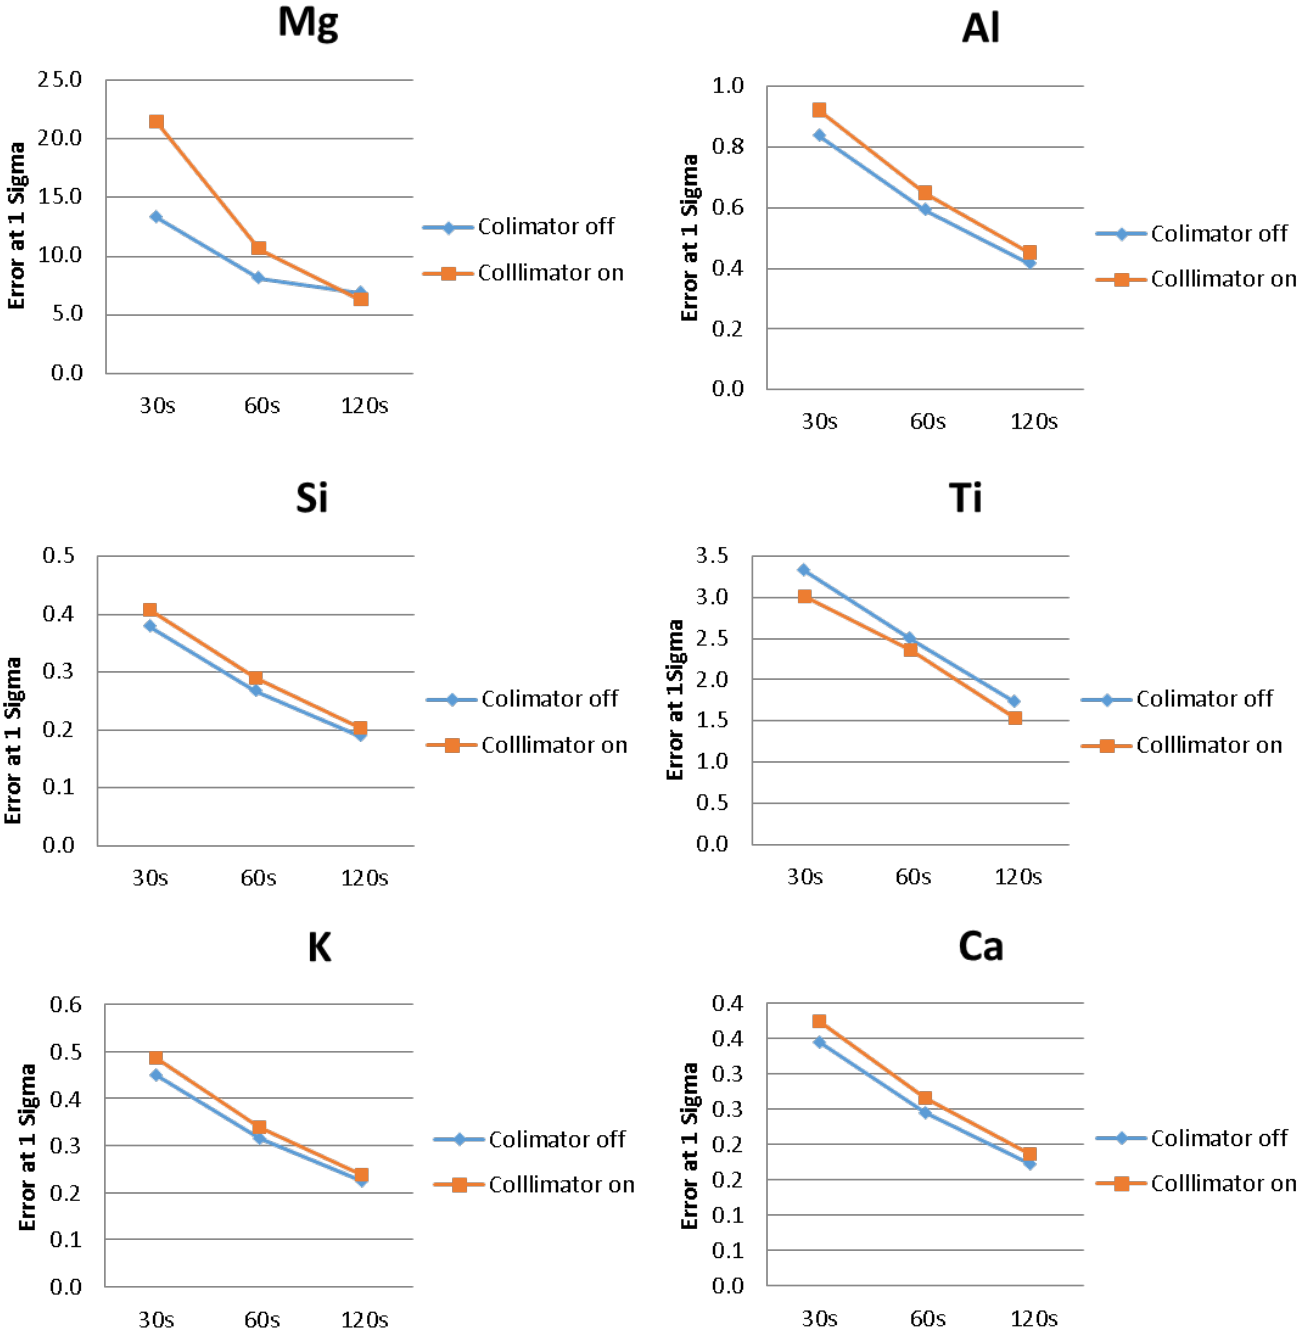 Mg
25.0
20.0
15.0
10.0
5.0
0.0
Error at 1 Sigma
30s 60s 120s
Colimator off
Colllimator on
Al
1.0
0.8
0.6
0.4
0.2
0.0
Error at 1 Sigma
30s 60s 120s
Colimator off
Colllimator on
Si
0.5
0.4
0.3
0.2
0.1
0.0
Error at 1 Sigma
30s 60s 120s
Colimator off
Colllimator on
Ti
3.5
3.0
2.5
2.0
1.5
1.0
0.5
0.0
Error at 1Sigma
30s 60s 120s
Colimator off
Colllimator on
K
0.6
0.5
0.4
0.3
0.2
0.1
0.0
Error at 1 Sigma
30s 60s 120s
Colimator off
Colllimator on
Ca
0.4
0.4
0.3
0.3
0.2
0.2
0.1
0.1
0.0
Error at 1 Sigma
30s 60s 120s
Colimator off
Colllimator on